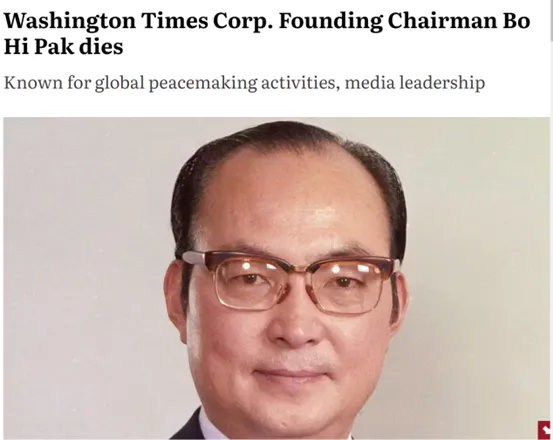 Washington Times Corp. Founding Chairman Bo
Hi Pak dies
Known for global peacemaking activities, media leadership